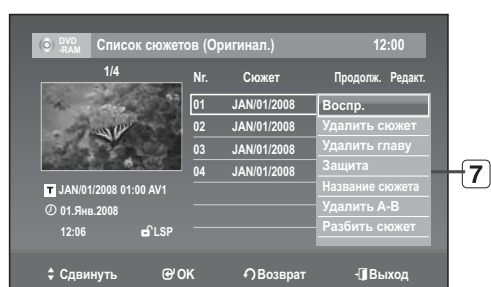 DVD -RAM Список сюжетов (Оригинал.) 12:00
1/4
Nr. Сюжет Продолж. Редакт.
01 JAN/01/2008
02 JAN/01/2008
03 JAN/01/2008
04 JAN/01/2008
Воспр.
Удалить сюжет
Удалить главу
Защита
Название сюжета
Удалить A-B
Разбить сюжет
7
T JAN/01/2008 01:00 AV1
01.Янв.2008
12:06 LSP
Сдвинуть OK Возврат Выход